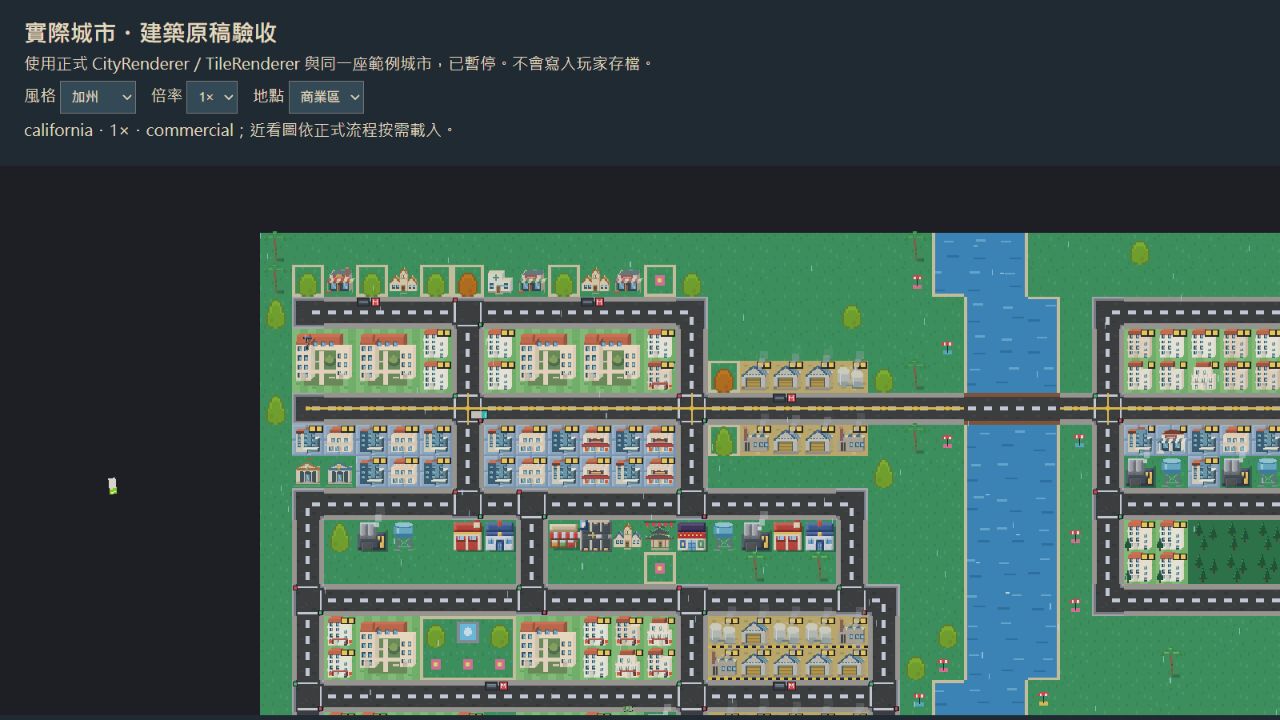 實際城市・建築原稿驗收
使用正式 CityRenderer / TileRenderer 與同一座範例城市，已暫停。不會寫入玩家存檔。
風格 加州 倍率 1× 地點 商業區
california · 1× · commercial；近看圖依正式流程按需載入。